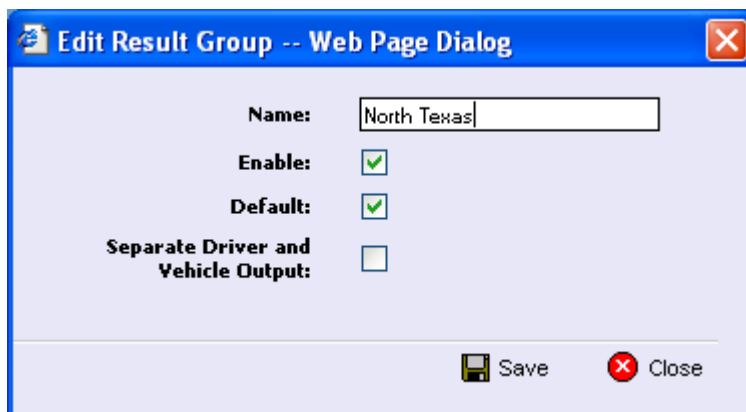 Edit Result Group -- Web Page Dialog
Name: North Texas
Enable:
Default:
Separate Driver and
Vehicle Output:
Save Close